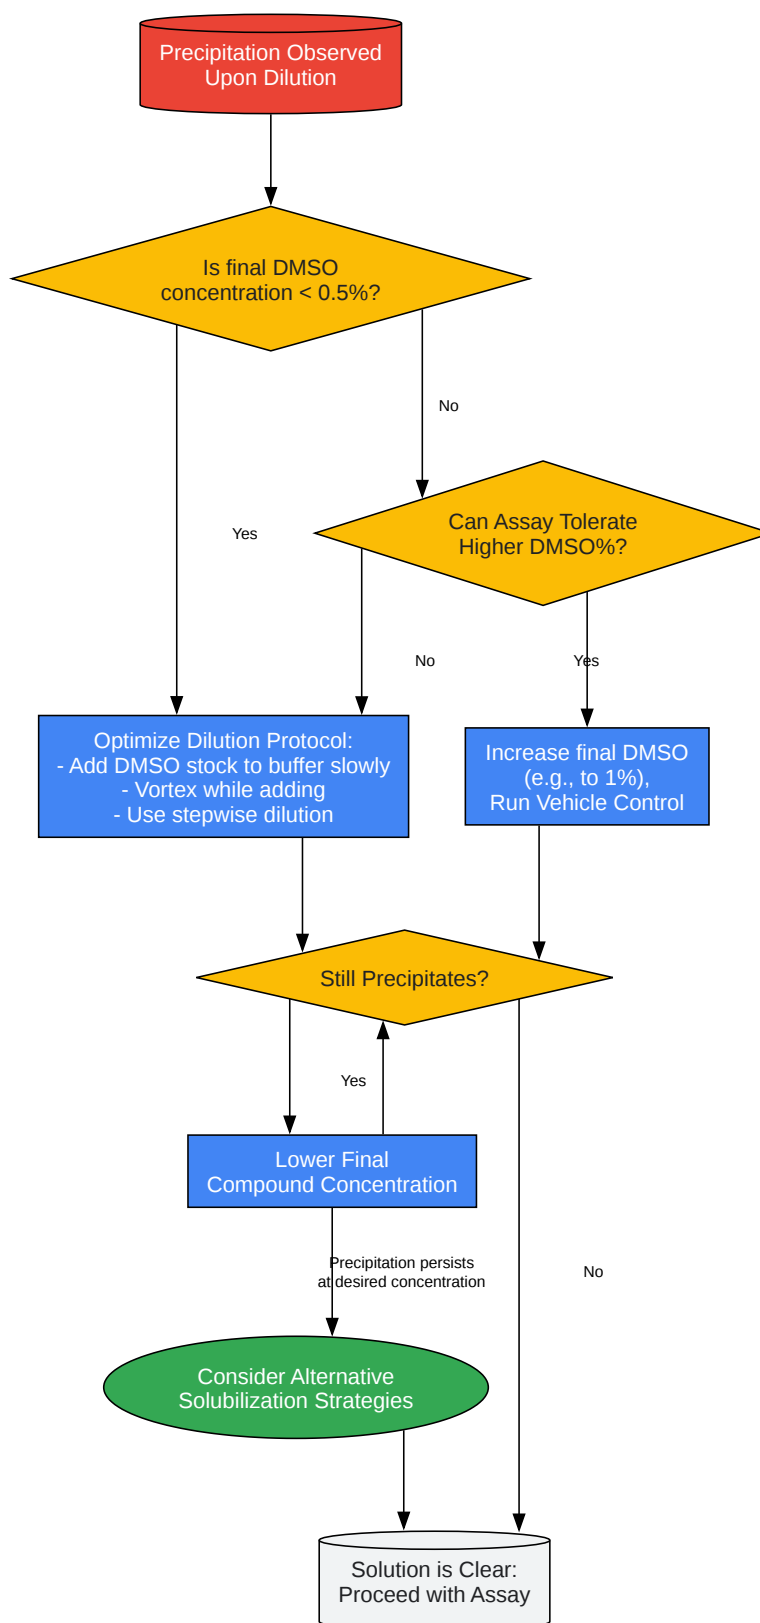 Precipitation Observed
Upon Dilution
Is final DMSO
concentration < 0.5%?
No
Can Assay Tolerate
Higher DMSO%?
Yes
No
Yes
Optimize Dilution Protocol:
- Add DMSO stock to buffer slowly
- Vortex while adding
- Use stepwise dilution
Increase final DMSO
(e.g., to 1%),
Run Vehicle Control
Still Precipitates?
Yes
Lower Final
Compound Concentration
Precipitation persists
at desired concentration
No
Consider Alternative
Solubilization Strategies
Solution is Clear:
Proceed with Assay